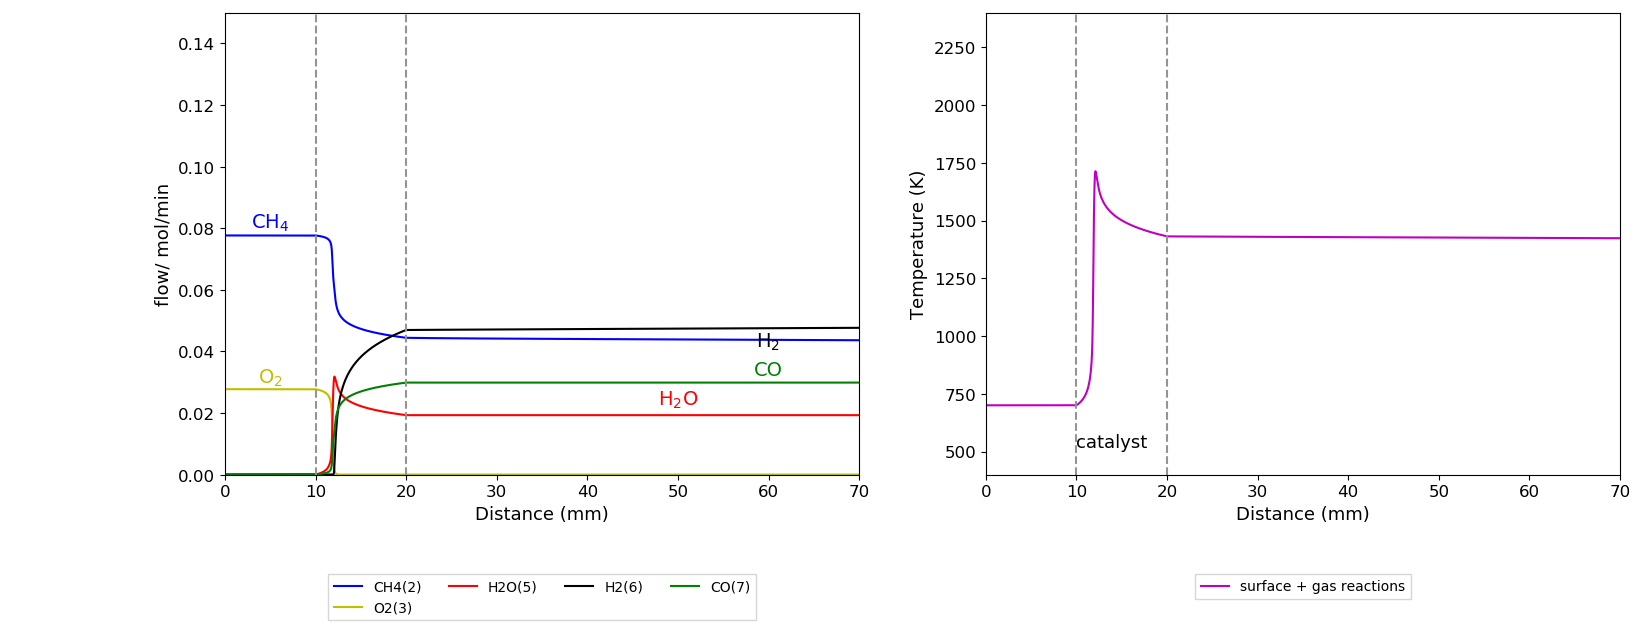 0.14
0.12
0.10
0.08
0.06
0.04
0.02
0.00
flow/ mol/min
CH₄
O₂
H₂
CO
H₂O
0 10 20 30 40 50 60 70
Distance (mm)
CH4(2) H2O(5) H2(6) CO(7)
O2(3)
2250
2000
1750
1500
1250
1000
750
500
Temperature (K)
catalyst
0 10 20 30 40 50 60 70
Distance (mm)
surface + gas reactions